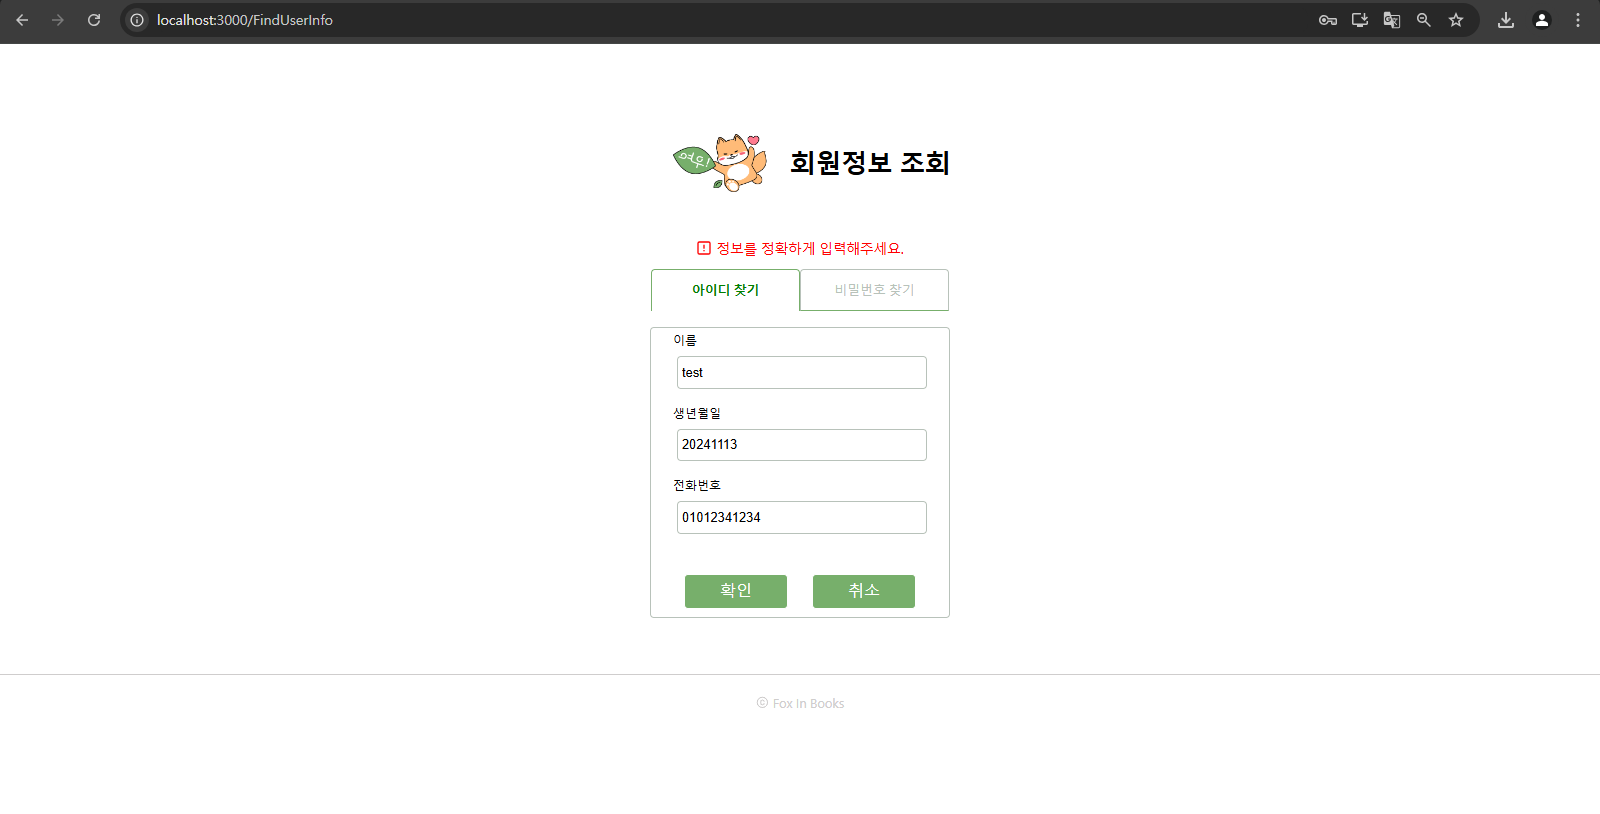 localhost:3000/FindUserInfo
여우!
회원정보 조회
정보를 정확하게 입력해주세요.
아이디 찾기
비밀번호 찾기
이름
test
생년월일
20241113
전화번호
01012341234
확인
취소
© Fox In Books